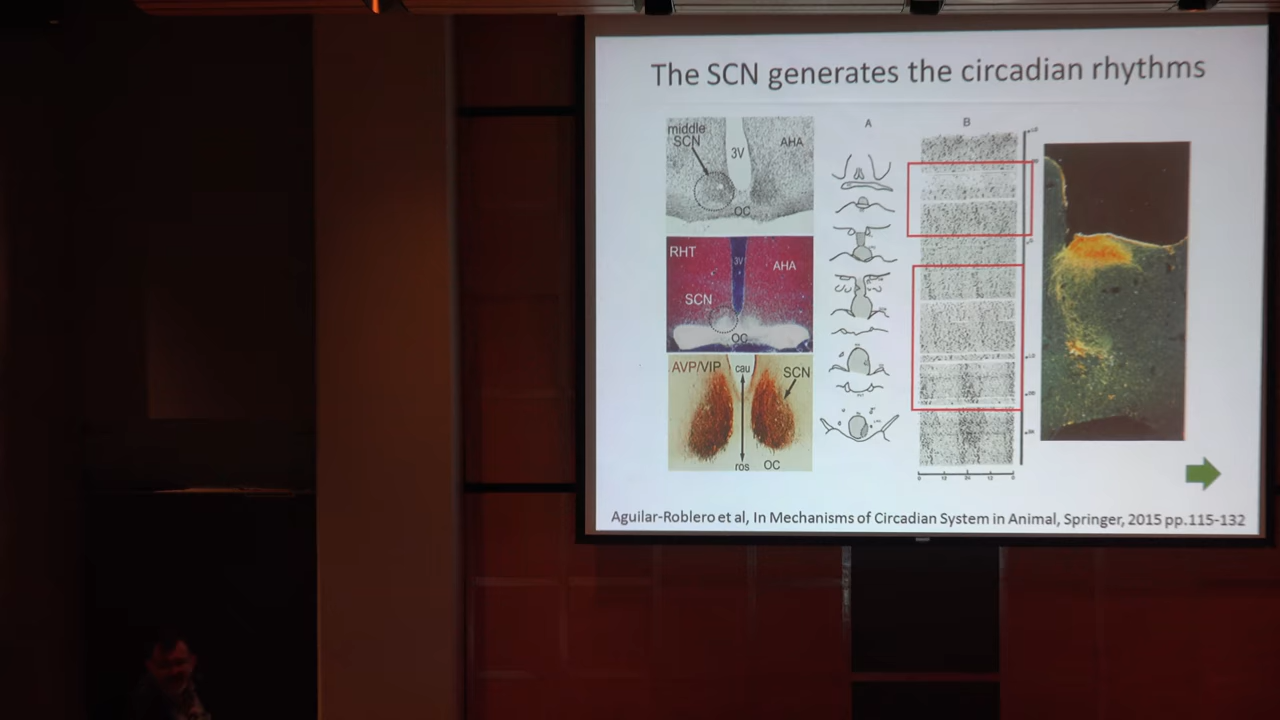 The SCN generates the circadian rhythms
middle
SCN
3V
AHA
OC
RHT
3V
AHA
SCN
OC
AVP/VIP
cau
SCN
ros
OC
A
B
Aguilar-Roblero et al, In Mechanisms of Circadian System in Animal, Springer, 2015 pp.115-132